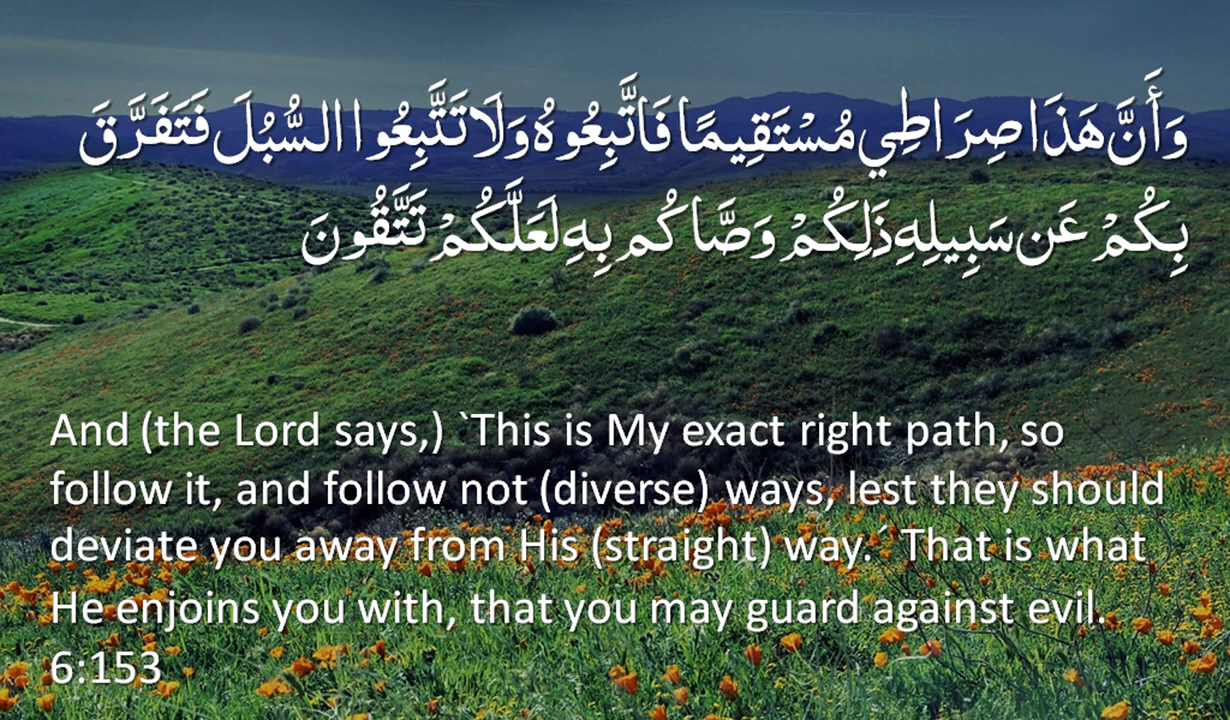 وَأَنَّ هَذَا صِرَاطِي مُسْتَقِيمًا فَاتَّبِعُوهُ وَلَا تَتَّبِعُوا السُّبُلَ فَتَفَرَّقَ
بِكُمْ عَن سَبِيلِهِ ذَلِكُمْ وَصَّاكُم بِهِ لَعَلَّكُمْ تَتَّقُونَ
And (the Lord says,) `This is My exact right path, so
follow it, and follow not (diverse) ways, lest they should
deviate you away from His (straight) way.´ That is what
He enjoins you with, that you may guard against evil.
6:153